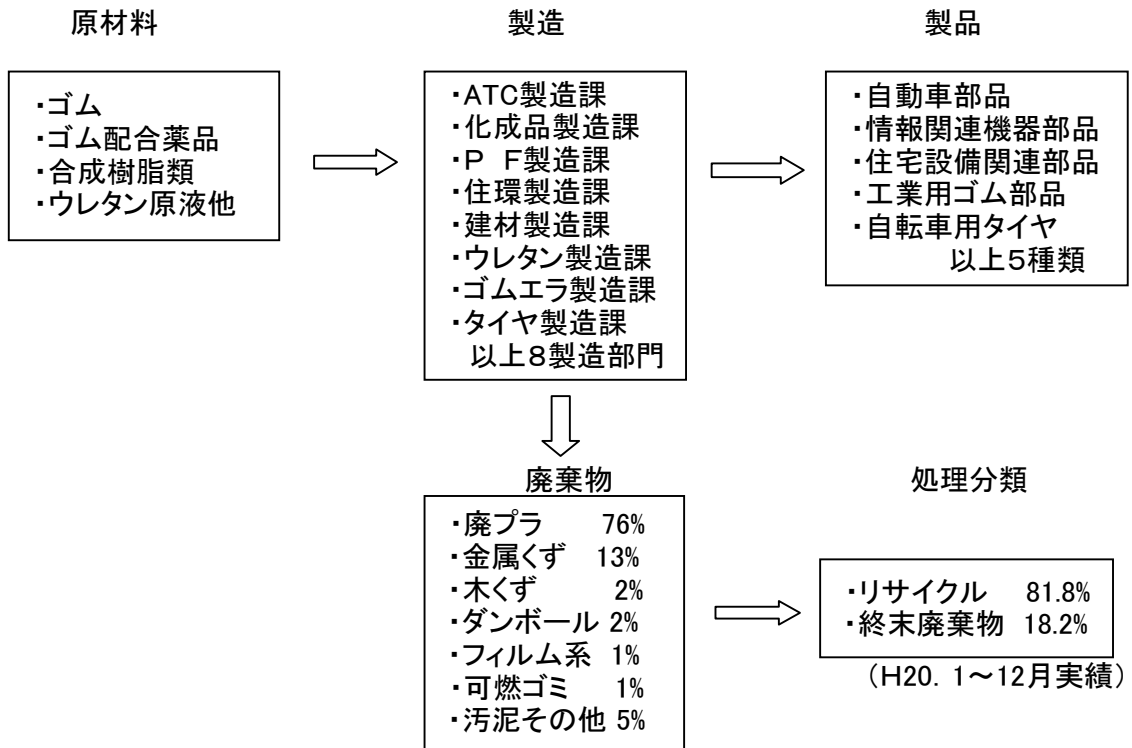 原材料
・ゴム
・ゴム配合薬品
・合成樹脂類
・ウレタン原液他
製造
・ATC製造課
・化成品製造課
・Ｐ Ｆ製造課
・住環製造課
・建材製造課
・ウレタン製造課
・ゴムエラ製造課
・タイヤ製造課
以上８製造部門
製品
・自動車部品
・情報関連機器部品
・住宅設備関連部品
・工業用ゴム部品
・自転車用タイヤ
以上５種類
廃棄物
・廃プラ 76%
・金属くず 13%
・木くず 2%
・ダンボール 2%
・フィルム系 1%
・可燃ゴミ 1%
・汚泥その他 5%
処理分類
・リサイクル 81.8%
・終末廃棄物 18.2%
（H20. 1～12月実績）